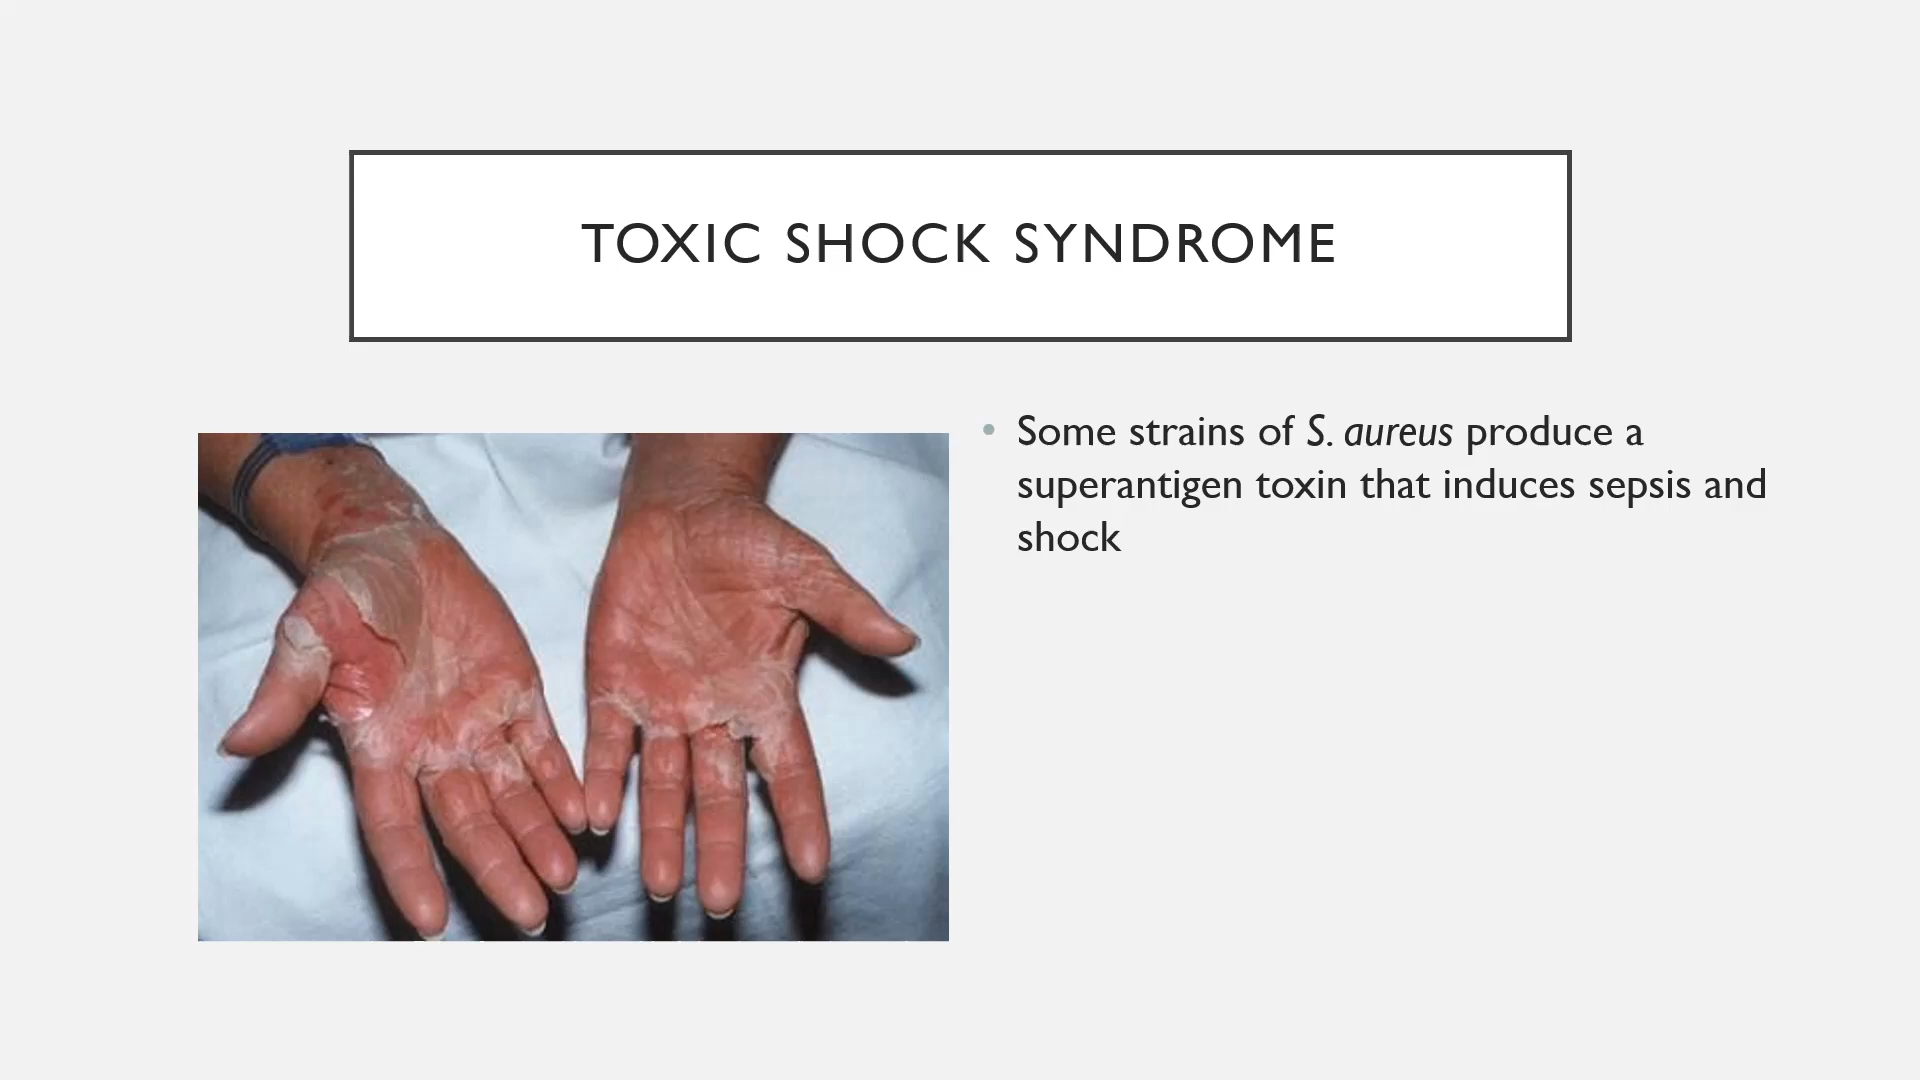 TOXIC SHOCK SYNDROME
• Some strains of S. aureus produce a
superantigen toxin that induces sepsis and
shock